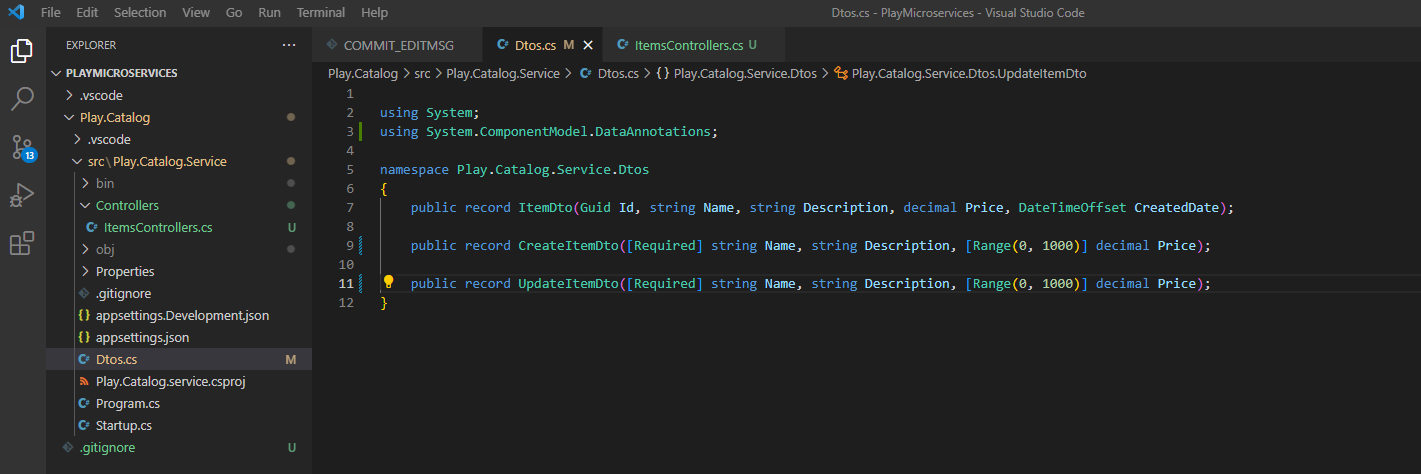 File Edit Selection View Go Run Terminal Help
Dtos.cs - PlayMicroservices - Visual Studio Code
EXPLORER ···
PLAYMICROSERVICES
.vscode
Play.Catalog
.vscode
src\Play.Catalog.Service
bin
Controllers
ItemsControllers.cs U
obj
Properties
.gitignore
{} appsettings.Development.json
{} appsettings.json
C# Dtos.cs M
Play.Catalog.service.csproj
C# Program.cs
C# Startup.cs
.gitignore U
13
COMMIT_EDITMSG
C# Dtos.cs M ×
C# ItemsControllers.cs U
Play.Catalog > src > Play.Catalog.Service > C# Dtos.cs > {} Play.Catalog.Service.Dtos > Play.Catalog.Service.Dtos.UpdateItemDto
1
2 using System;
3 using System.ComponentModel.DataAnnotations;
4
5 namespace Play.Catalog.Service.Dtos
6 {
7 public record ItemDto(Guid Id, string Name, string Description, decimal Price, DateTimeOffset CreatedDate);
8
9 public record CreateItemDto([Required] string Name, string Description, [Range(0, 1000)] decimal Price);
10
11 public record UpdateItemDto([Required] string Name, string Description, [Range(0, 1000)] decimal Price);
12 }